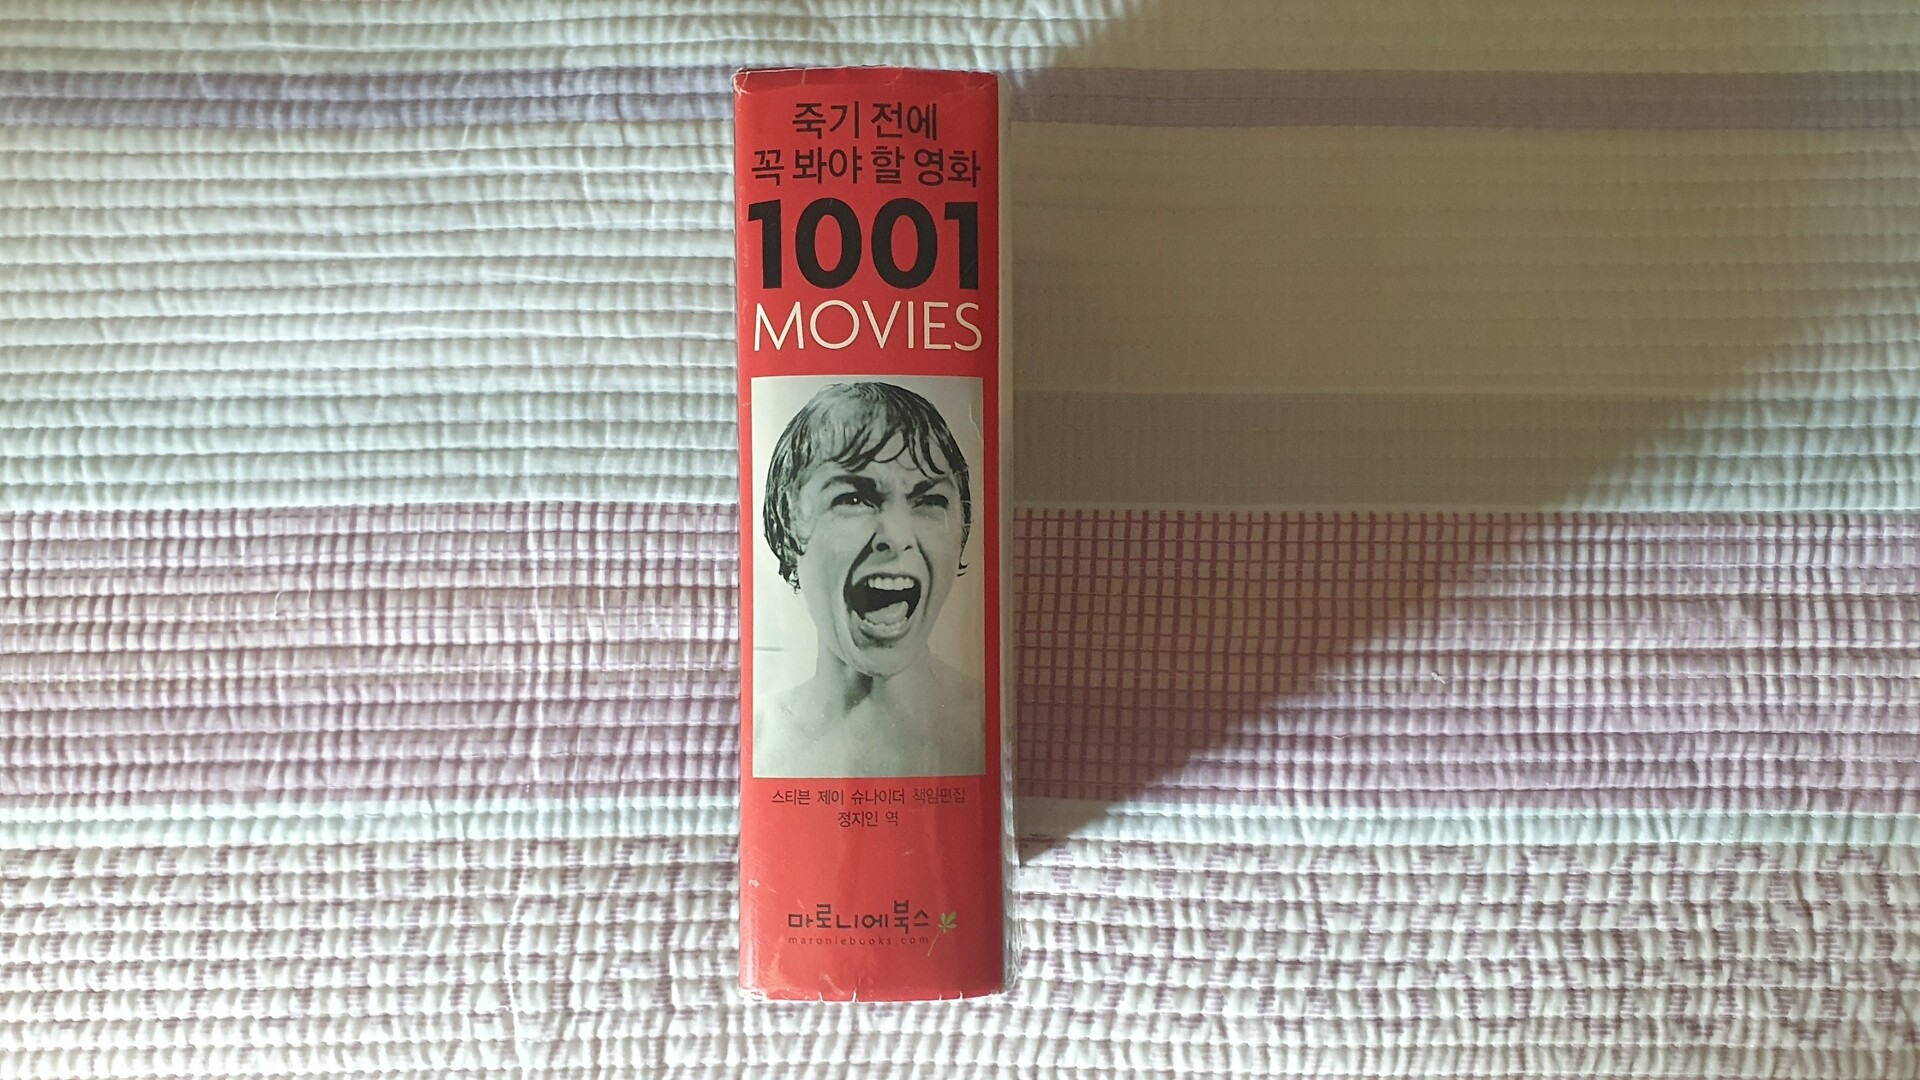 죽기 전에
꼭 봐야 할 영화
1001
MOVIES
스티븐 제이 슈나이더 책임편집
정지인 역
마로니에북스
maroniebooks.com